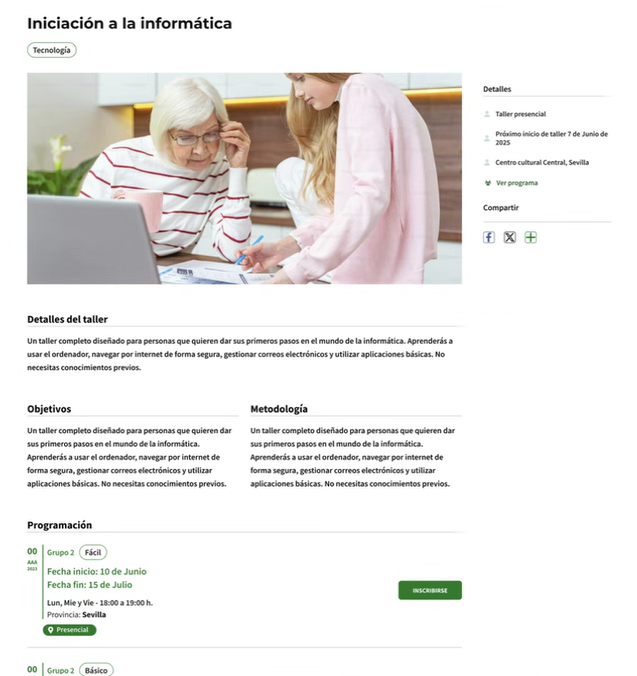 Iniciación a la informática
Tecnología
Detalles
Taller presencial
Próximo inicio de taller 7 de Junio de
2025
Centro cultural Central, Sevilla
Ver programa
Compartir
Detalles del taller
Un taller completo diseñado para personas que quieren dar sus primeros pasos en el mundo de la informática. Aprenderás a
usar el ordenador, navegar por internet de forma segura, gestionar correos electrónicos y utilizar aplicaciones básicas. No
necesitas conocimientos previos.
Objetivos
Un taller completo diseñado para personas que quieren dar
sus primeros pasos en el mundo de la informática.
Aprenderás a usar el ordenador, navegar por internet de
forma segura, gestionar correos electrónicos y utilizar
aplicaciones básicas. No necesitas conocimientos previos.
Metodología
Un taller completo diseñado para personas que quieren dar
sus primeros pasos en el mundo de la informática.
Aprenderás a usar el ordenador, navegar por internet de
forma segura, gestionar correos electrónicos y utilizar
aplicaciones básicas. No necesitas conocimientos previos.
Programación
00
AAA
2023
Grupo 2 Fácil
Fecha inicio: 10 de Junio
Fecha fin: 15 de Julio
Lun, Mie y Vie - 18:00 a 19:00 h.
Provincia: Sevilla
Presencial
INSCRIBIRSE
00
Grupo 2 Básico